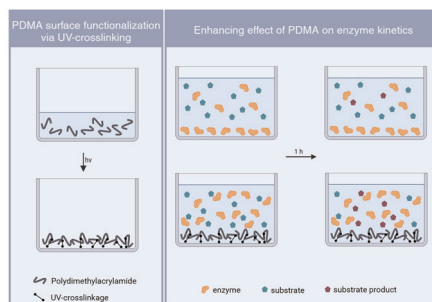 PDMA surface functionalization
via UV-crosslinking
Enhancing effect of PDMA on enzyme kinetics
hv
1 h
Polydimethylacrylamide
UV-crosslinkage
enzyme
substrate
substrate product